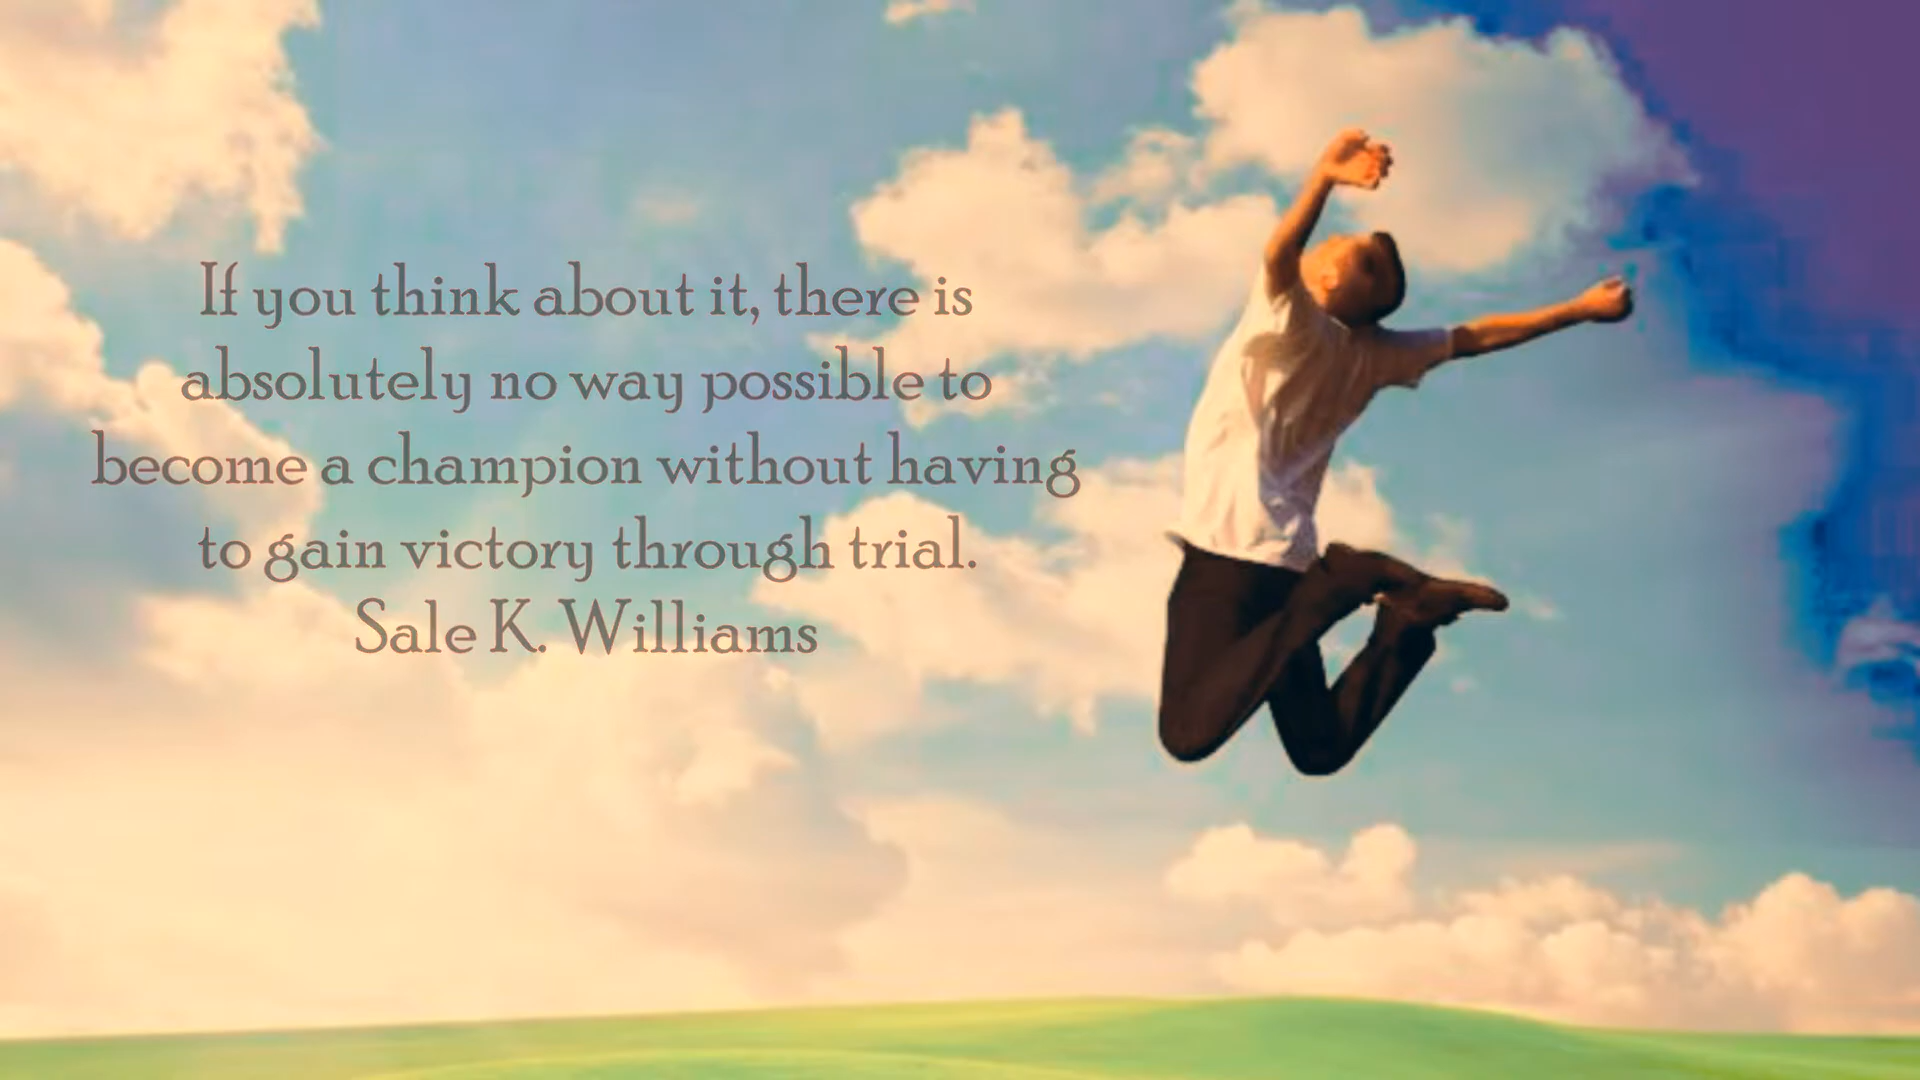 If you think about it, there is
absolutely no way possible to
become a champion without having
to gain victory through trial.
Sale K. Williams